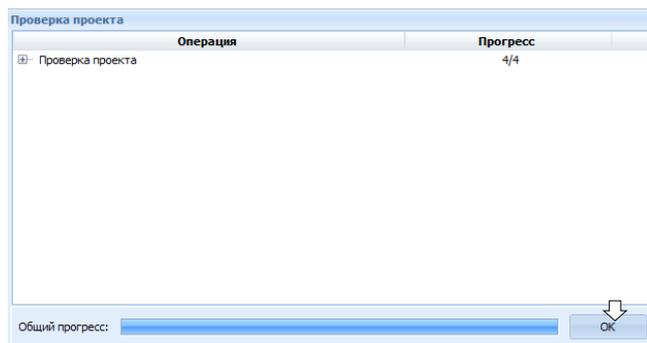 Проверка проекта
Операция Прогресс
Проверка проекта 4/4
Общий прогресс: OK